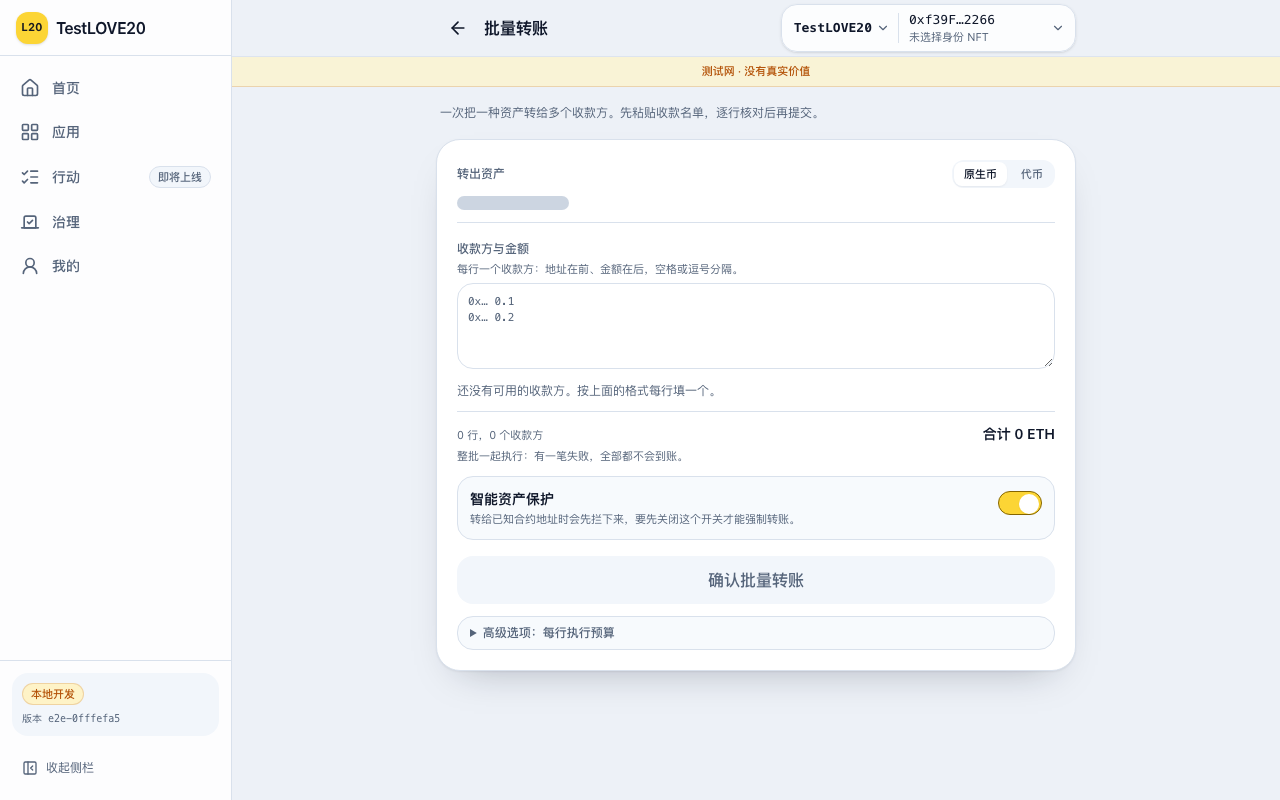 L20 TestLOVE20
首页
应用
行动 即将上线
治理
我的
本地开发
版本 e2e-0fffefa5
收起侧栏
批量转账
TestLOVE20
0xf39F…2266
未选择身份 NFT
测试网 · 没有真实价值
一次把一种资产转给多个收款方。先粘贴收款名单，逐行核对后再提交。
转出资产
原生币 代币
收款方与金额
每行一个收款方：地址在前、金额在后，空格或逗号分隔。
0x… 0.1
0x… 0.2
还没有可用的收款方。按上面的格式每行填一个。
0 行，0 个收款方
合计 0 ETH
整批一起执行：有一笔失败，全部都不会到账。
智能资产保护
转给已知合约地址时会先拦下来，要先关闭这个开关才能强制转账。
确认批量转账
高级选项：每行执行预算